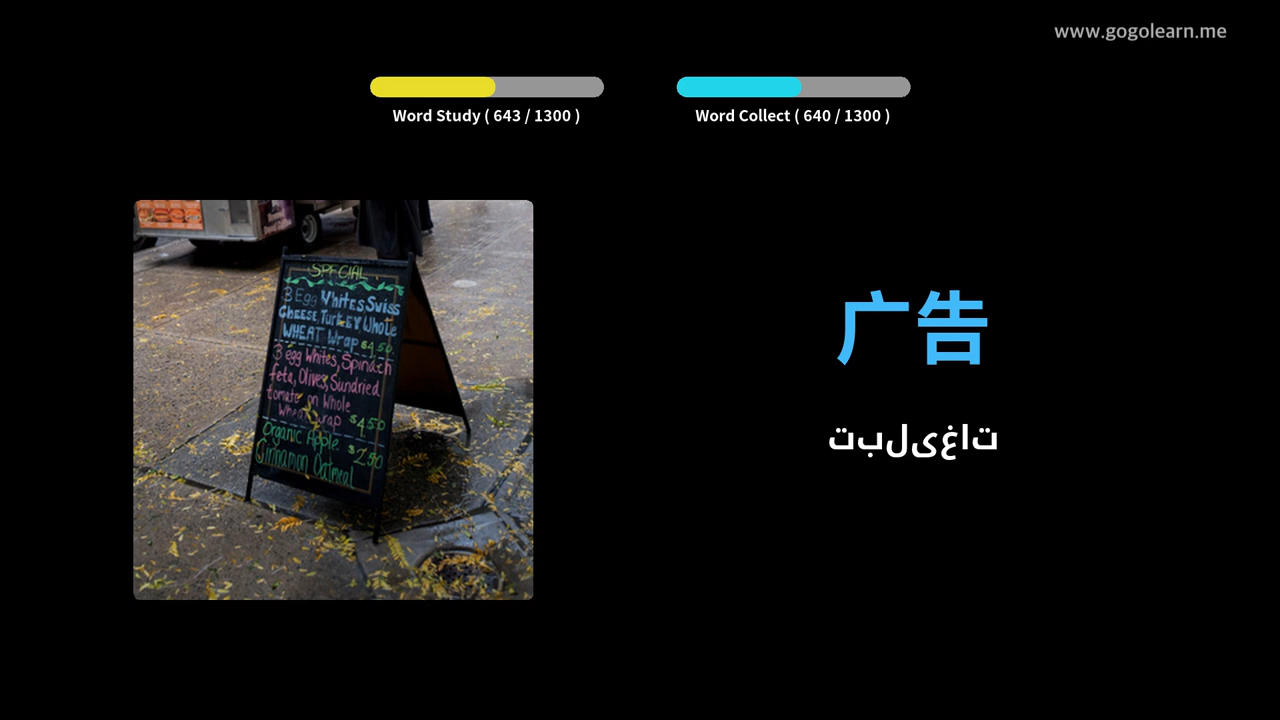 www.gogolearn.me
Word Study ( 643 / 1300 )
Word Collect ( 640 / 1300 )
SPECIAL
3 Egg Whites, Swiss
Cheese, Turkey Whole
WHEAT Wrap $4.50
3 egg Whites, Spinach
feta, Olives, Sundried
tomato on Whole
Wheat Wrap $4.50
Organic Apple
Cinnamon Oatmeal $2.50
广告
تبلیغات